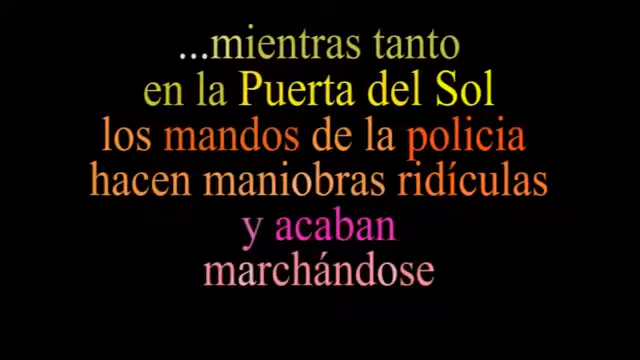 ...mientras tanto
en la Puerta del Sol
los mandos de la policia
hacen maniobras ridículas
y acaban
marchándose